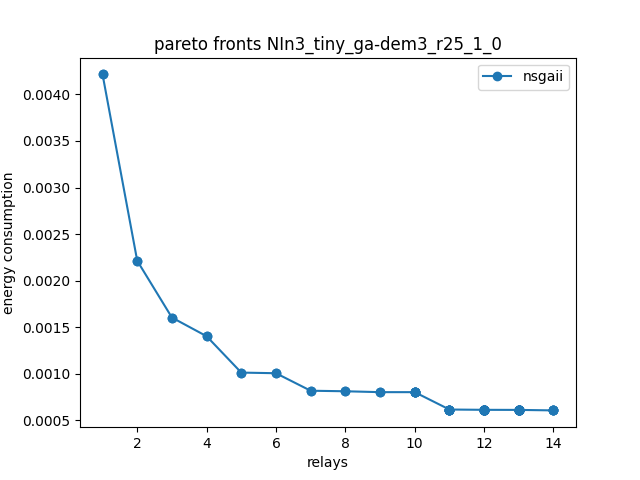 pareto fronts NIn3_tiny_ga-dem3_r25_1_0
nsgaii
energy consumption
0.0040
0.0035
0.0030
0.0025
0.0020
0.0015
0.0010
0.0005
2 4 6 8 10 12 14
relays